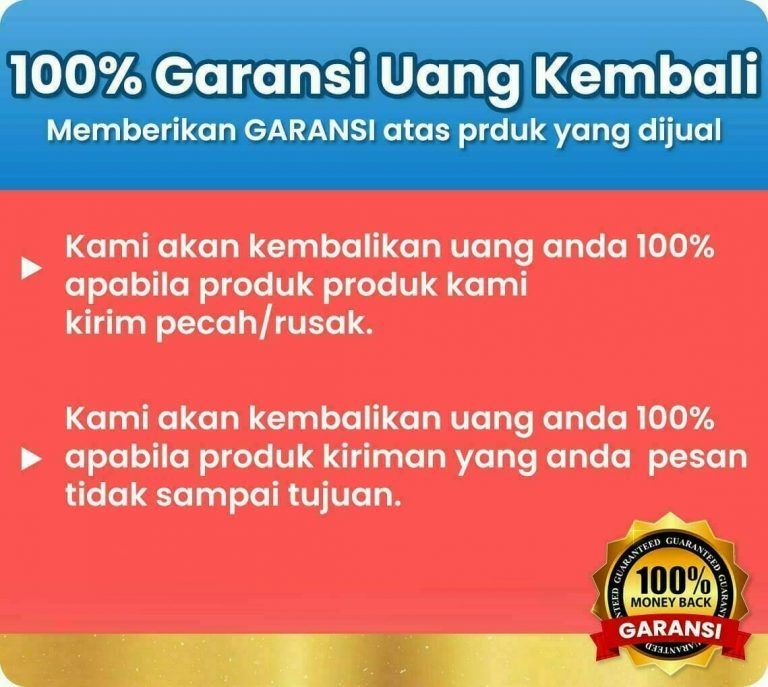 100% Garansi Uang Kembali
Memberikan GARANSI atas prduk yang dijual
Kami akan kembalikan uang anda 100%
apabila produk produk kami
kirim pecah/rusak.
Kami akan kembalikan uang anda 100%
apabila produk kiriman yang anda pesan
tidak sampai tujuan.
GUARANTEED GUARANTEED GUARANTEED GUARANTEED
100%
MONEY BACK
GARANSI